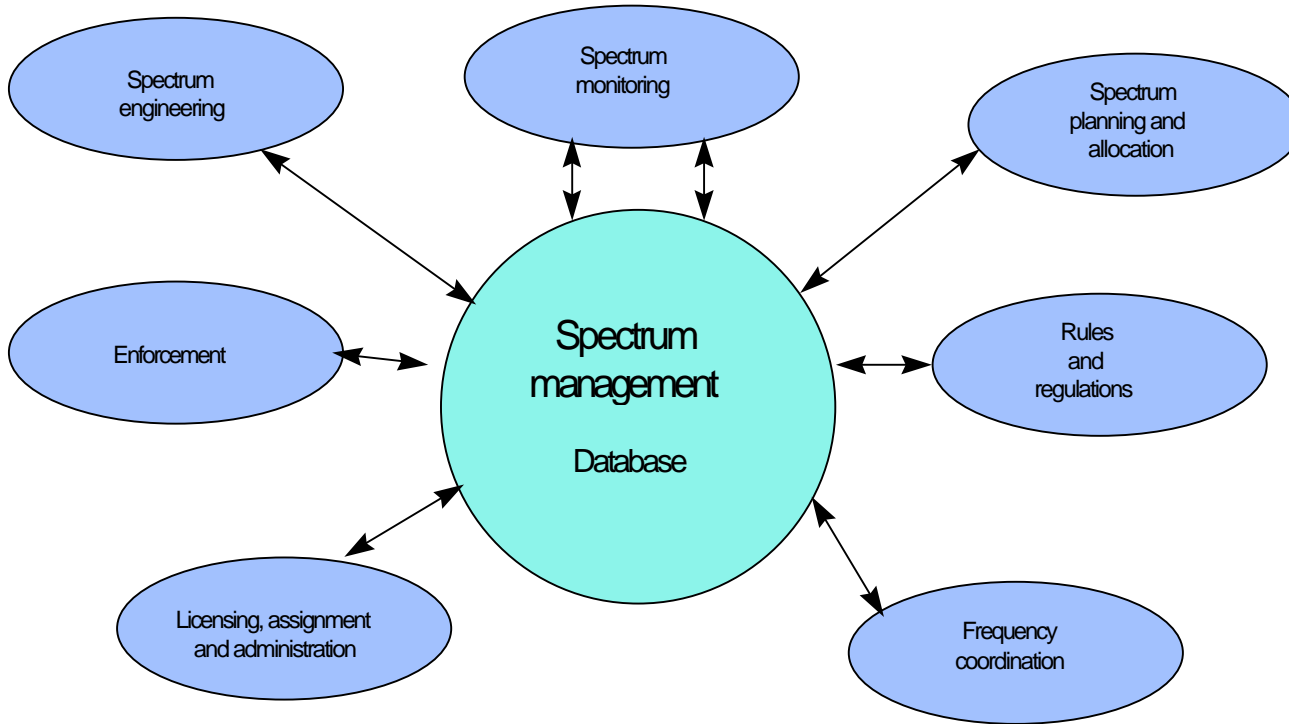 Spectrum
engineering
Spectrum
monitoring
Spectrum
planning and
allocation
Enforcement
Spectrum
management
Database
Rules
and
regulations
Licensing, assignment
and administration
Frequency
coordination